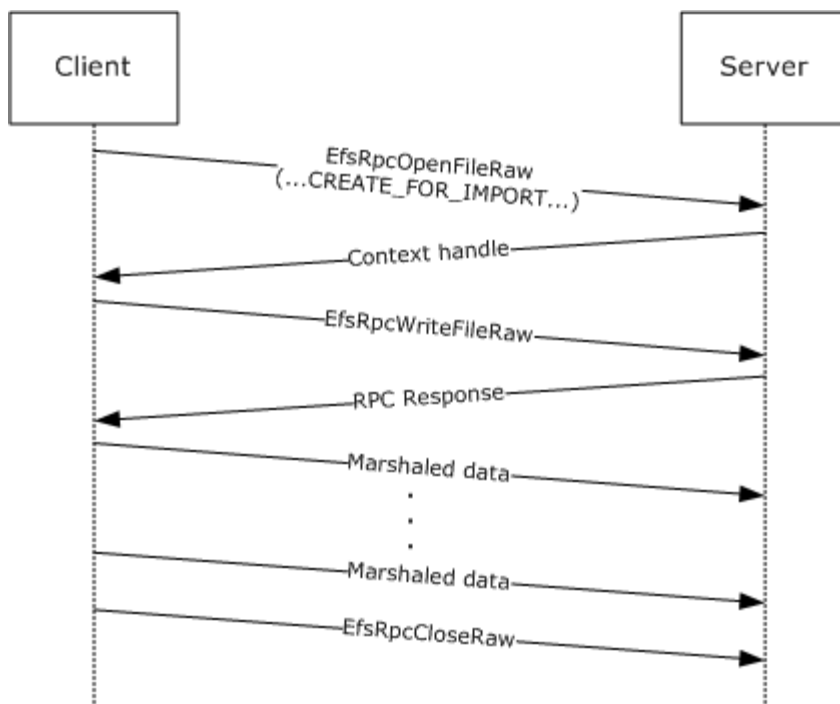 Client
Server
EfsRpcOpenFileRaw
(...CREATE_FOR_IMPORT...)
Context handle
EfsRpcWriteFileRaw
RPC Response
Marshaled data
.
.
.
Marshaled data
EfsRpcCloseRaw